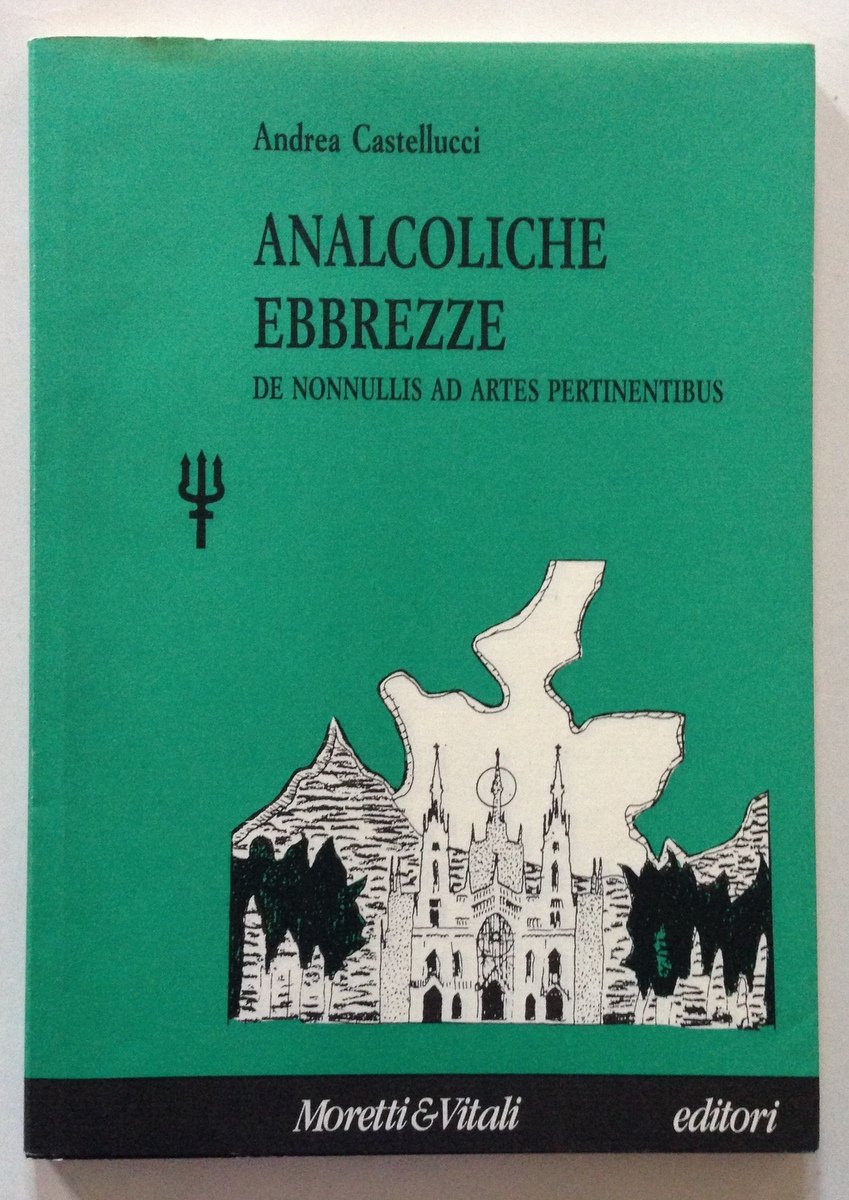 Andrea Castellucci
ANALCOLICHE
EBBREZZE
DE NONNULLIS AD ARTES PERTINENTIBUS
Moretti&Vitali editori